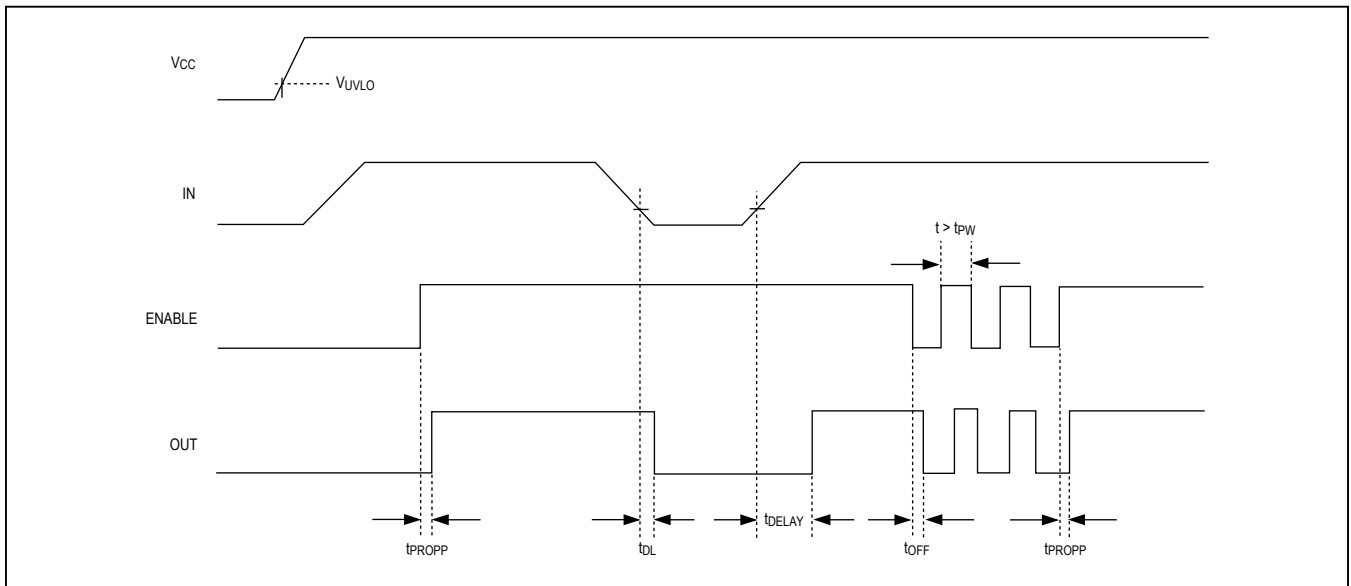 VCC
VUVLO
IN
t > tPW
ENABLE
OUT
tPROPP
tDL
tDELAY
tOFF
tPROPP